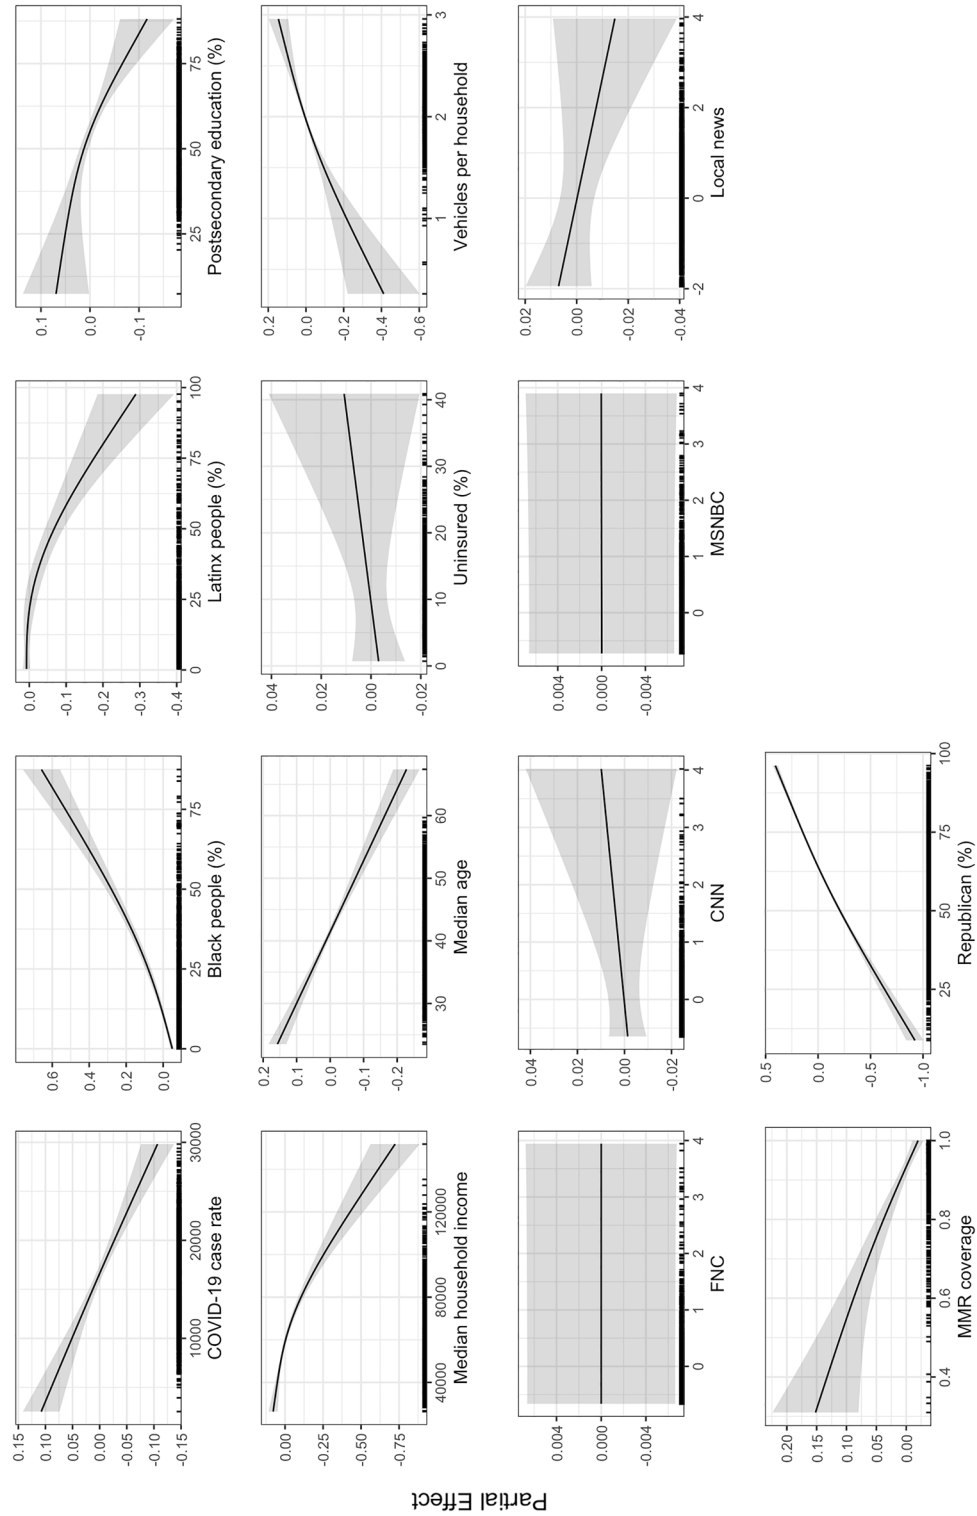 Partial Effect
0.15
0.10
0.05
0.00
-0.05
-0.10
-0.15
10000 20000 30000
COVID-19 case rate
0.6
0.4
0.2
0.0
0 25 50 75
Black people (%)
0.0
-0.1
-0.2
-0.3
-0.4
0 25 50 75 100
Latinx people (%)
0.1
0.0
-0.1
25 50 75
Postsecondary education (%)
0.00
-0.25
-0.50
-0.75
40000 80000 120000
Median household income
0.2
0.1
0.0
-0.1
-0.2
30 40 50 60
Median age
0.04
0.02
0.00
-0.02
0 10 20 30 40
Uninsured (%)
0.2
0.0
-0.2
-0.4
-0.6
1 2 3
Vehicles per household
0.004
0.000
-0.004
0 1 2 3 4
FNC
0.04
0.02
0.00
-0.02
0 1 2 3 4
CNN
0.004
0.000
-0.004
0 1 2 3 4
MSNBC
0.02
0.00
-0.02
-0.04
-2 0 2 4
Local news
0.20
0.15
0.10
0.05
0.00
0.4 0.6 0.8 1.0
MMR coverage
0.5
0.0
-0.5
-1.0
25 50 75 100
Republican (%)